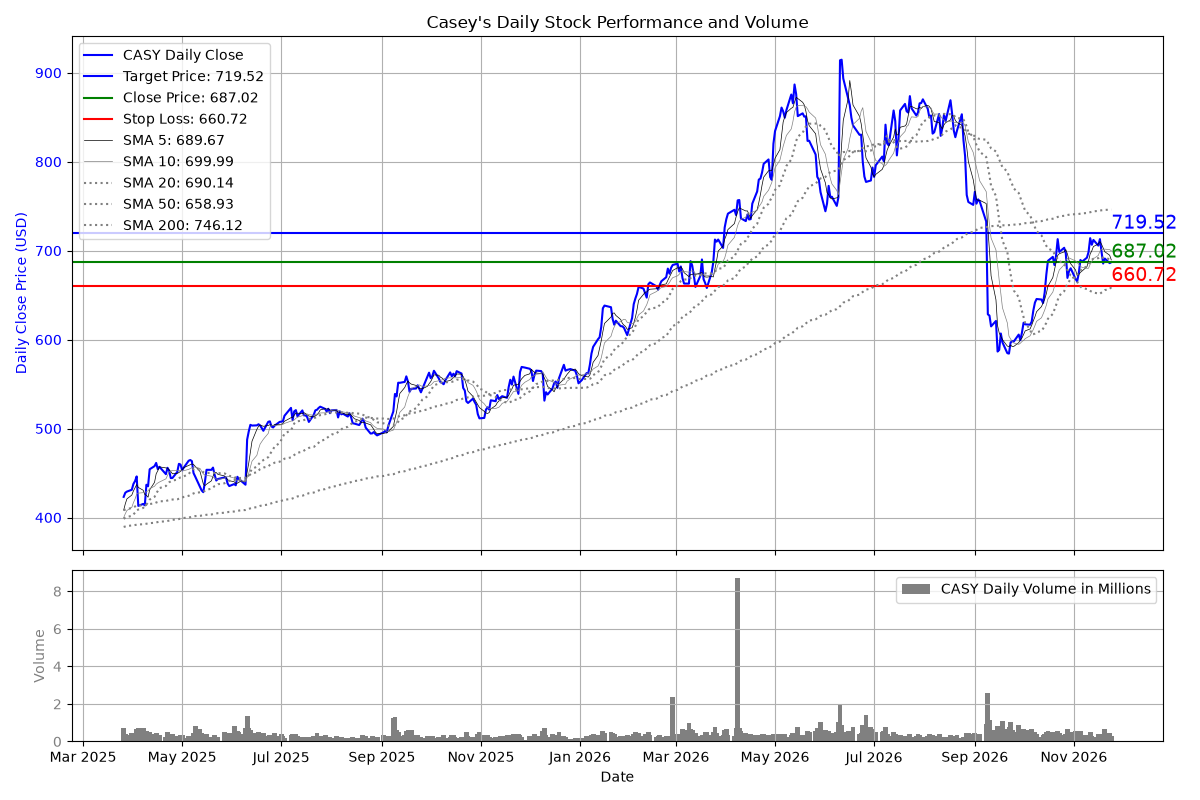 Casey's Daily Stock Performance and Volume
CASY Daily Close
Target Price: 719.52
Close Price: 687.02
Stop Loss: 660.72
SMA 5: 689.67
SMA 10: 699.99
SMA 20: 690.14
SMA 50: 658.93
SMA 200: 746.12
Daily Close Price (USD)
900
800
700
600
500
400
719.52
687.02
660.72
CASY Daily Volume in Millions
Volume
8
6
4
2
0
Mar 2025
May 2025
Jul 2025
Sep 2025
Nov 2025
Jan 2026
Mar 2026
May 2026
Jul 2026
Sep 2026
Nov 2026
Date